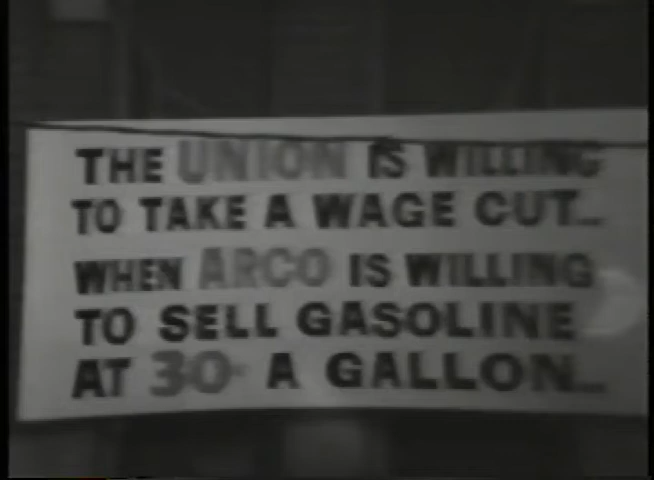 THE UNION IS WILLING
TO TAKE A WAGE CUT...
WHEN ARCO IS WILLING
TO SELL GASOLINE
AT 30¢ A GALLON...